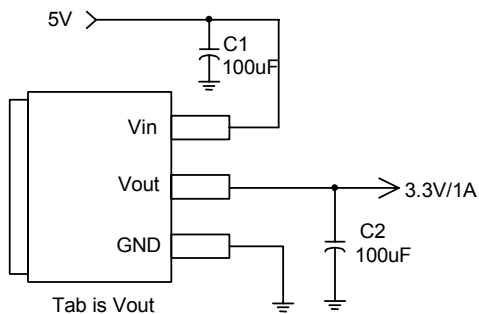 5V
C1
100uF
Vin
Vout
3.3V/1A
GND
C2
100uF
Tab is Vout